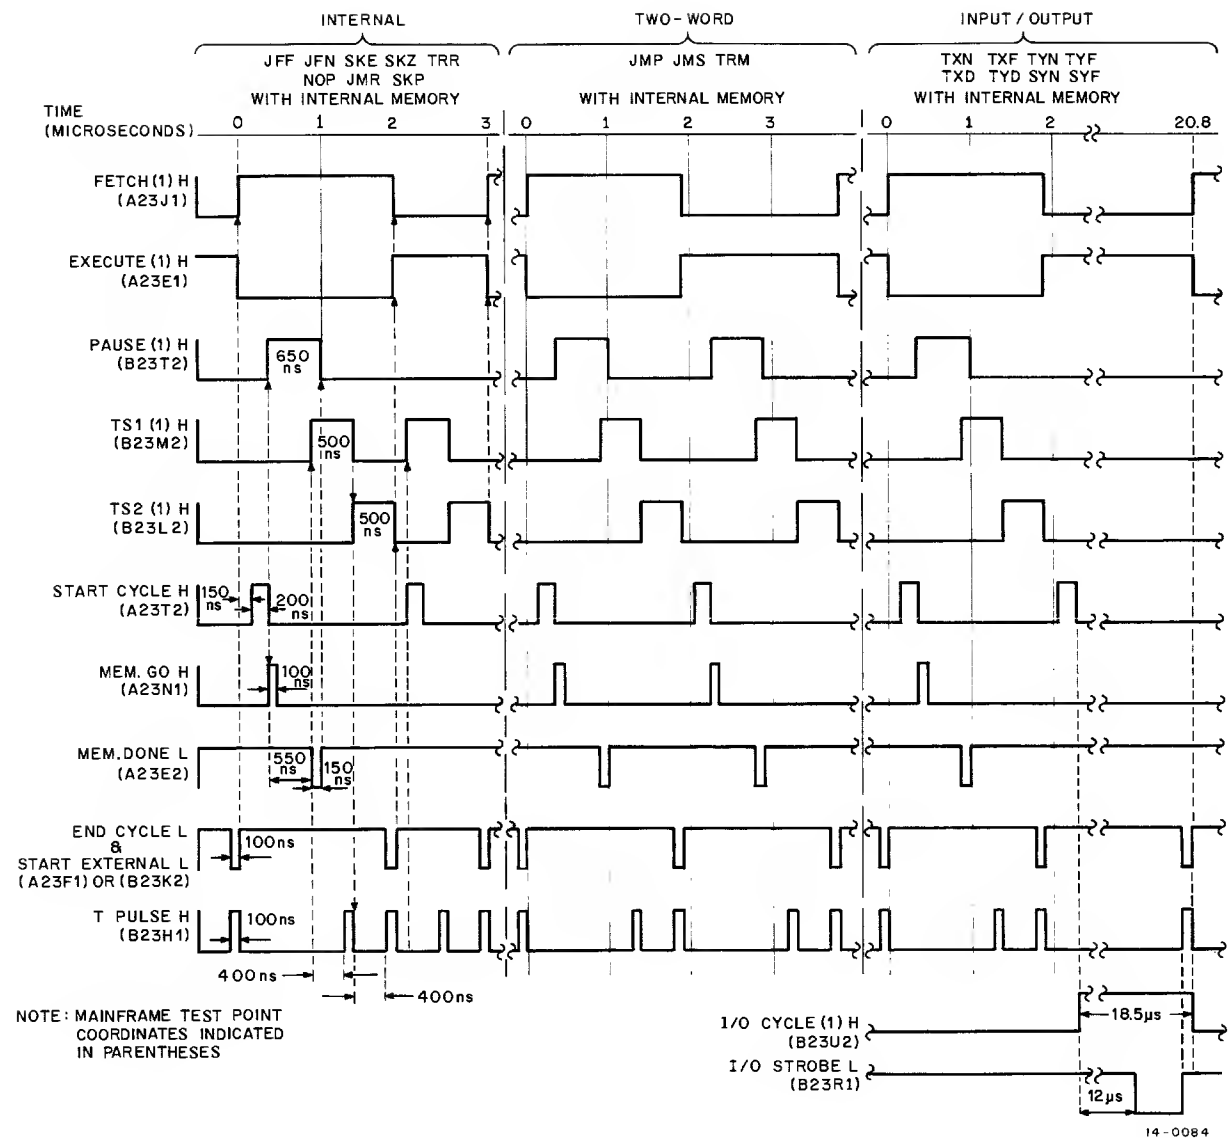 INTERNAL
JFF JFN SKE SKZ TRR
NOP JMR SKP
WITH INTERNAL MEMORY
TWO-WORD
JMP JMS TRM
WITH INTERNAL MEMORY
INPUT / OUTPUT
TXN TXF TYN TYF
TXD TYD SYN SYF
WITH INTERNAL MEMORY
TIME
(MICROSECONDS)
0 1 2 3
0 1 2 3
0 1 2 20.8
FETCH (1) H
(A23J1)
EXECUTE (1) H
(A23E1)
PAUSE (1) H
(B23T2)
650
ns
TS1 (1) H
(B23M2)
500
ns
TS2 (1) H
(B23L2)
500
ns
START CYCLE H
(A23T2)
150
ns
200
ns
MEM. GO H
(A23N1)
100
ns
MEM. DONE L
(A23E2)
550
ns
150
ns
END CYCLE L
&
START EXTERNAL L
(A23F1) OR (B23K2)
100ns
T PULSE H
(B23H1)
100ns
400ns
400ns
NOTE: MAINFRAME TEST POINT
COORDINATES INDICATED
IN PARENTHESES
I/O CYCLE (1) H
(B23U2)
18.5µs
I/O STROBE L
(B23R1)
12µs
14-0084